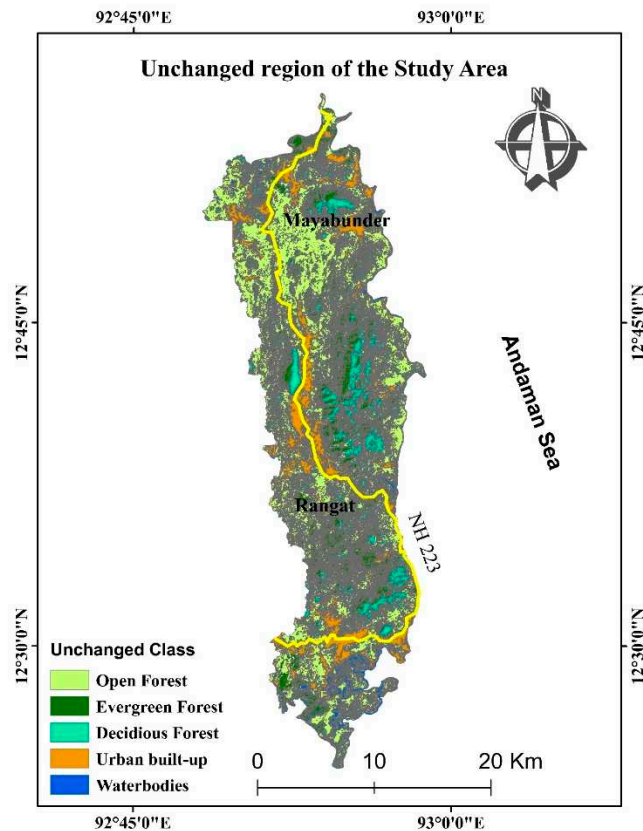 92°45'0"E 93°0'0"E
Unchanged region of the Study Area
N
Mayabunder
12°45'0"N 12°45'0"N
Andaman Sea
Rangat
NH 223
12°30'0"N 12°30'0"N
Unchanged Class
Open Forest
Evergreen Forest
Decidious Forest
Urban built-up
Waterbodies
0 10 20 Km
92°45'0"E 93°0'0"E